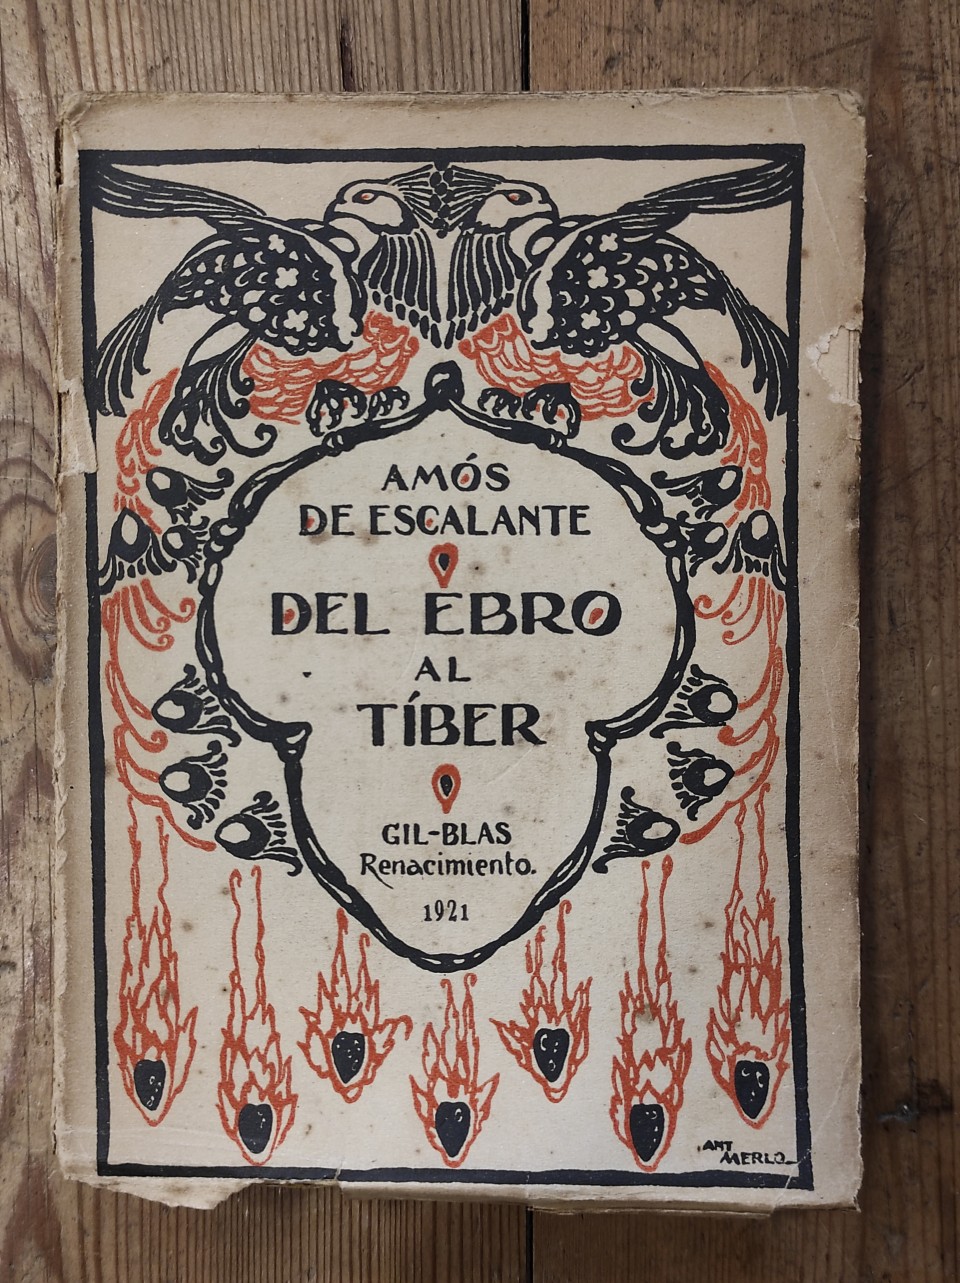 AMÓS
DE ESCALANTE
DEL EBRO
AL
TÍBER
GIL-BLAS
Renacimiento.
1921
ANT
MERLO